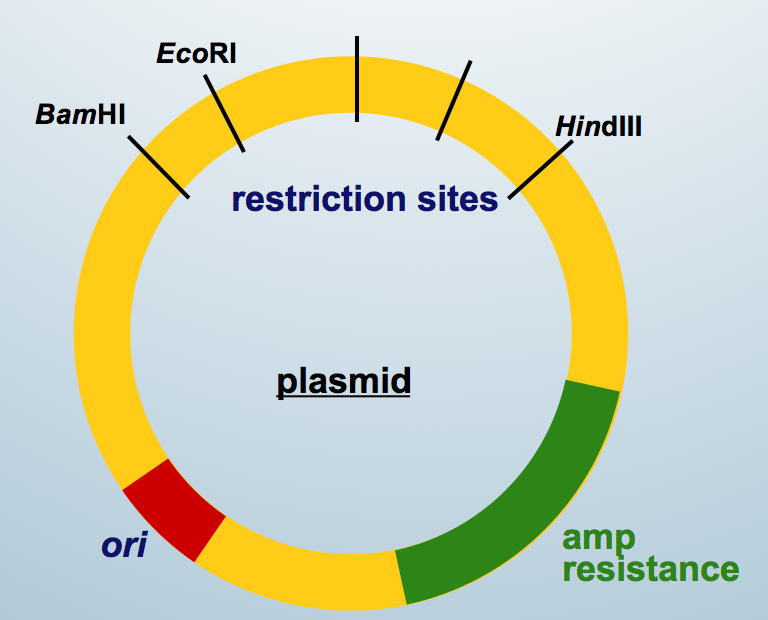 EcoRI
BamHI
HindIII
restriction sites
plasmid
ori
amp
resistance